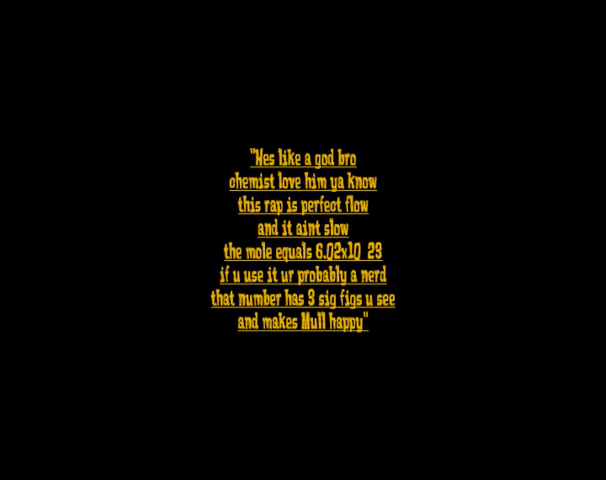 "Hes like a god bro
chemist love him ya know
this rap is perfect flow
and it aint slow
the mole equals 6.02x10 23
if u use it ur probably a nerd
that number has 3 sig figs u see
and makes Mull happy"